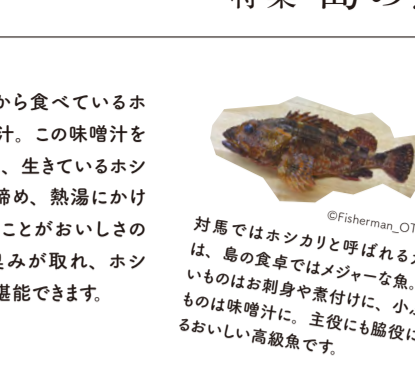 特集 島の
から食べているホ
汁。この味噌汁を
、生きているホシ
締め、熱湯にかけ
ことがおいしさの
臭みが取れ、ホシ
堪能できます。
©Fisherman_OT
対馬ではホシカリと呼ばれる
は、島の食卓ではメジャーな魚。
いものはお刺身や煮付けに、小
ものは味噌汁に。主役にも脇役に
るおいしい高級魚です。